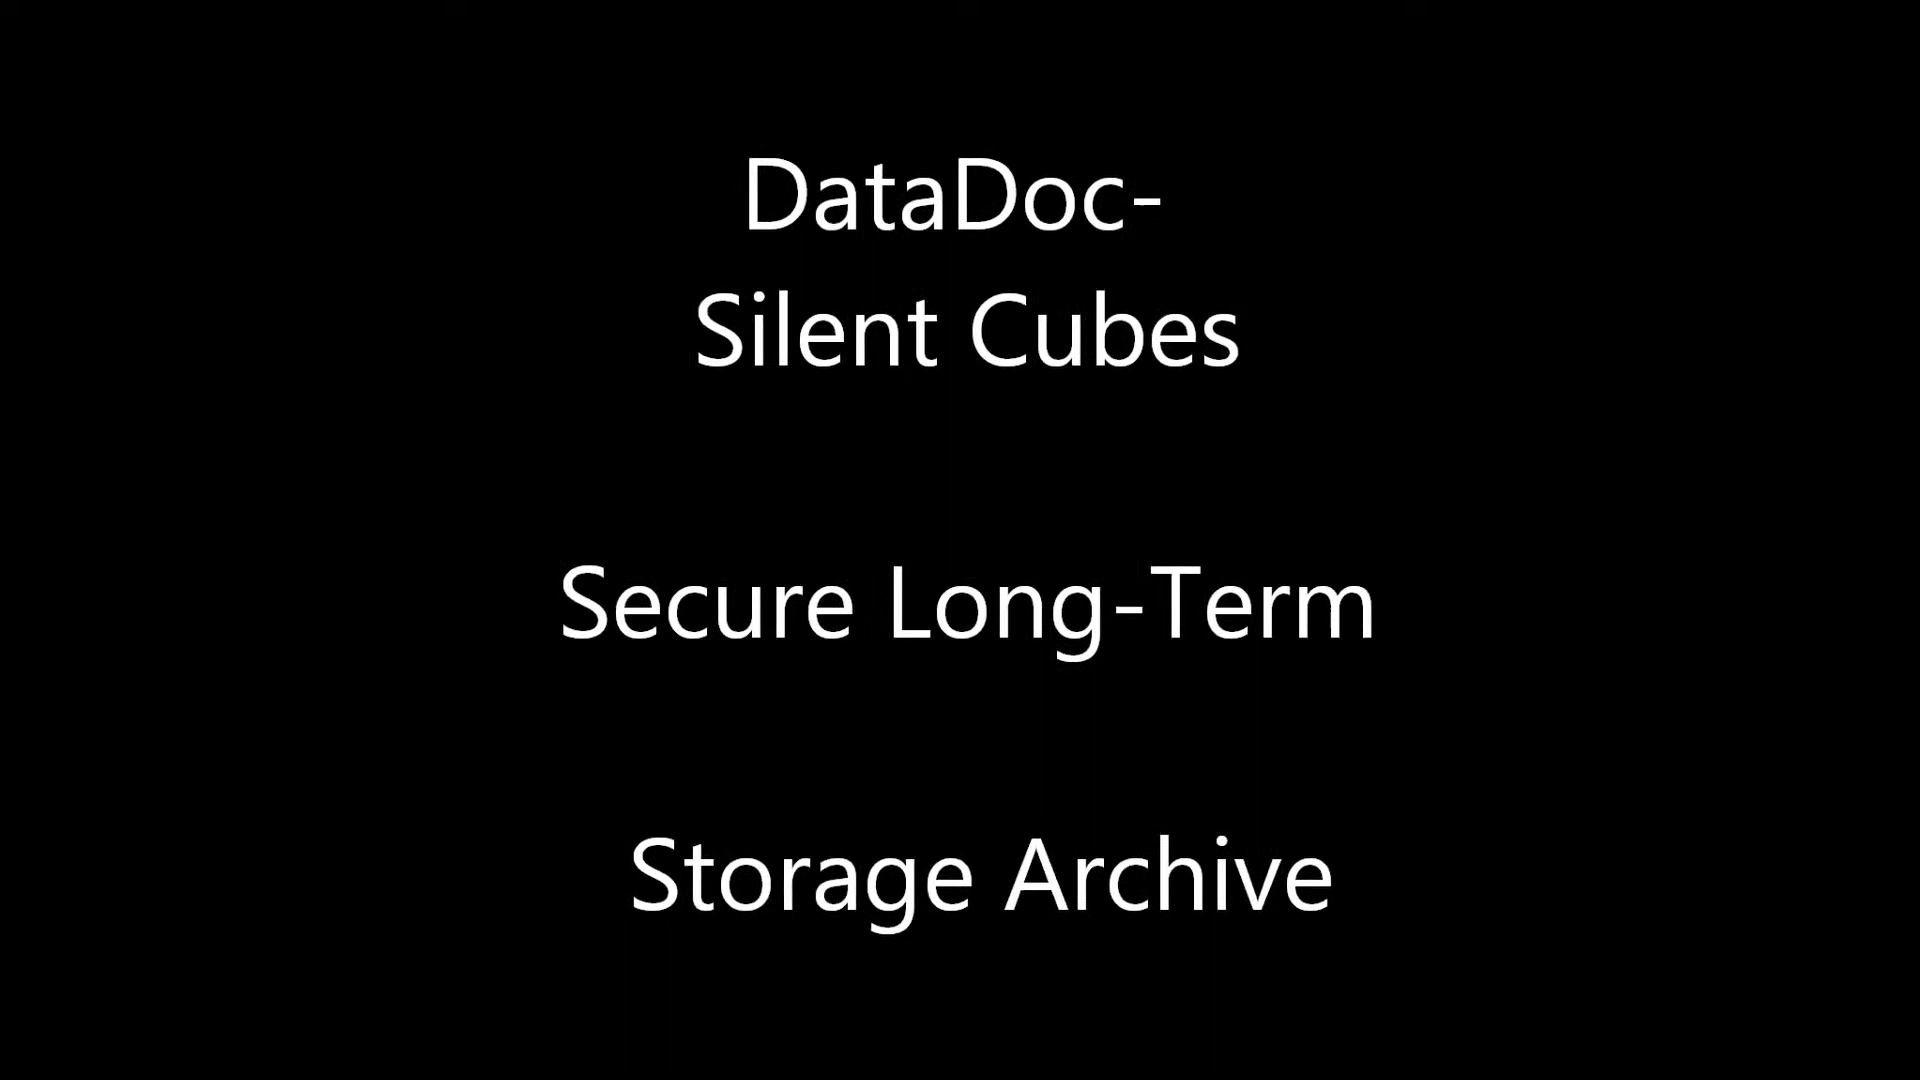 DataDoc-
Silent Cubes
Secure Long-Term
Storage Archive